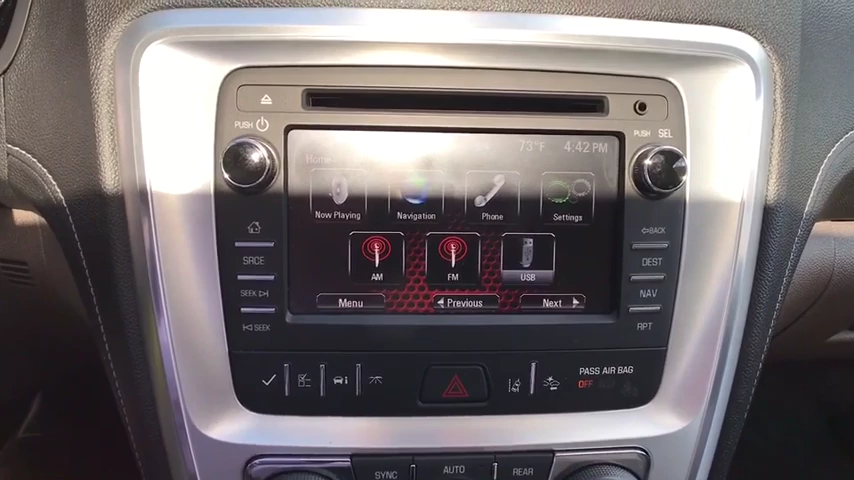 PUSH
PUSH SEL
73°F 4:42 PM
Home
Now Playing Navigation Phone Settings
AM FM USB
Menu Previous Next
SRCE
SEEK
SEEK
BACK
DEST
NAV
RPT
PASS AIR BAG
OFF
SYNC AUTO REAR